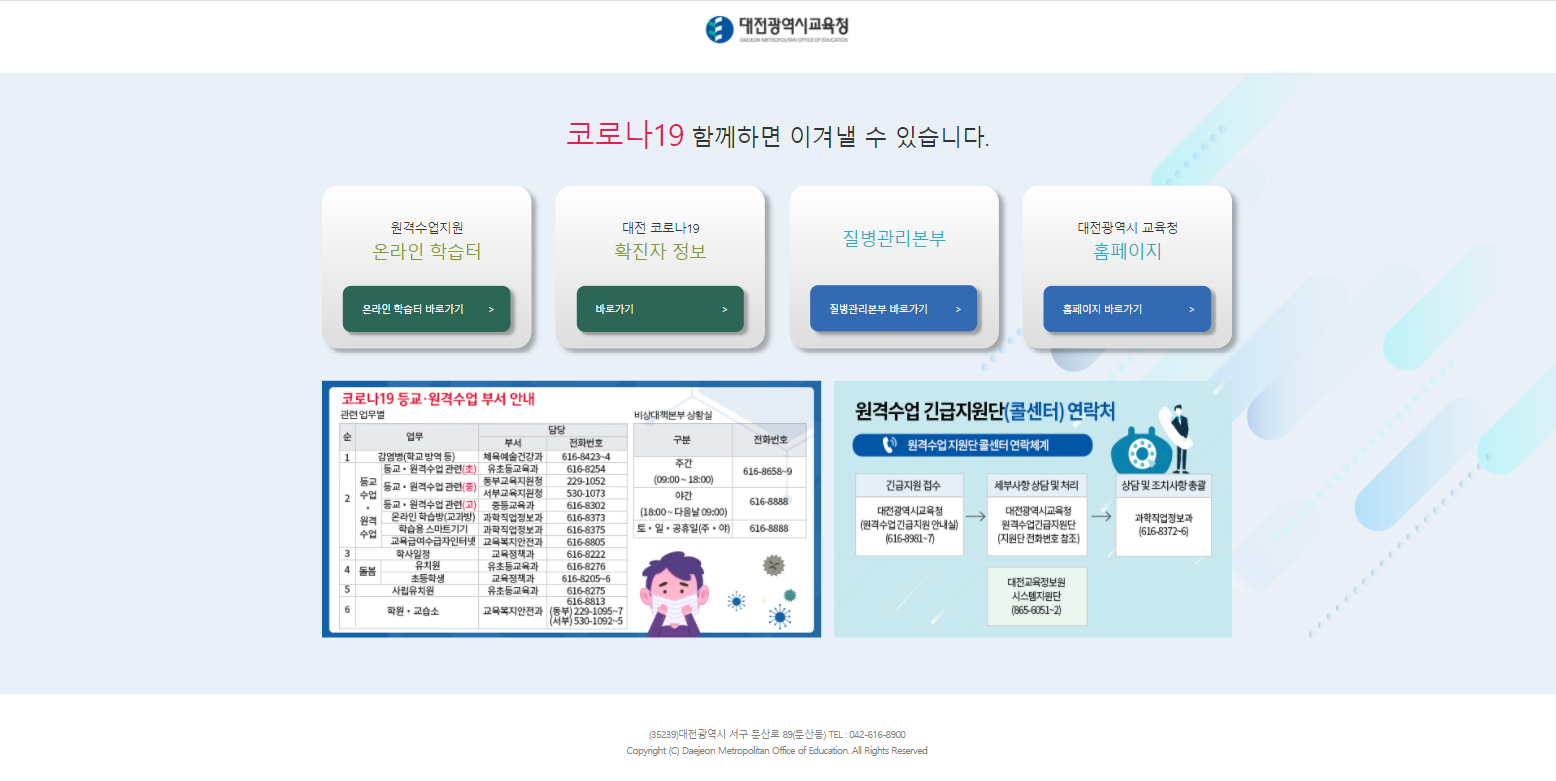 대전광역시교육청
DAEJEON METROPOLITAN OFFICE OF EDUCATION
코로나19 함께하면 이겨낼 수 있습니다.
원격수업지원
온라인 학습터
온라인 학습터 바로가기 >
대전 코로나19
확진자 정보
바로가기 >
질병관리본부
질병관리본부 바로가기 >
대전광역시 교육청
홈페이지
홈페이지 바로가기 >
코로나19 등교·원격수업 부서 안내
관련 업무별
순 업무 담당
부서 전화번호
1 감염병(학교 방역 등) 체육예술건강과 616-8423~4
2 등교수업·원격수업
등교·원격수업 관련(초) 유초등교육과 616-8254
등교·원격수업 관련(중) 동부교육지원청 229-1052
서부교육지원청 530-1073
등교·원격수업 관련(고) 중등교육과 616-8302
온라인 학습방(교과방) 과학직업정보과 616-8373
학습용 스마트기기 과학직업정보과 616-8375
교육급여수급자인터넷 교육복지안전과 616-8805
3 학사일정 교육정책과 616-8222
4 돌봄 유치원 유초등교육과 616-8276
초등학생 교육정책과 616-8205~6
5 사립유치원 유초등교육과 616-8275
6 학원·교습소 교육복지안전과 616-8813
(동부) 229-1095~7
(서부) 530-1092~5
비상대책본부 상황실
구분 전화번호
주간
(09:00 ~ 18:00) 616-8658~9
야간
(18:00 ~ 다음날 09:00) 616-8888
토·일·공휴일(주·야) 616-8888
원격수업 긴급지원단(콜센터) 연락처
원격수업 지원단 콜센터 연락체계
긴급지원 접수
대전광역시교육청
(원격수업 긴급지원 안내실)
(616-8981~7)
세부사항 상담 및 처리
대전광역시교육청
원격수업긴급지원단
(지원단 전화번호 참조)
상담 및 조치사항 총괄
과학직업정보과
(616-8372~6)
대전교육정보원
시스템지원단
(865-6051~2)
(35239)대전광역시 서구 둔산로 89(둔산동) TEL : 042-616-8900
Copyright (C) Daejeon Metropolitan Office of Education. All Rights Reserved